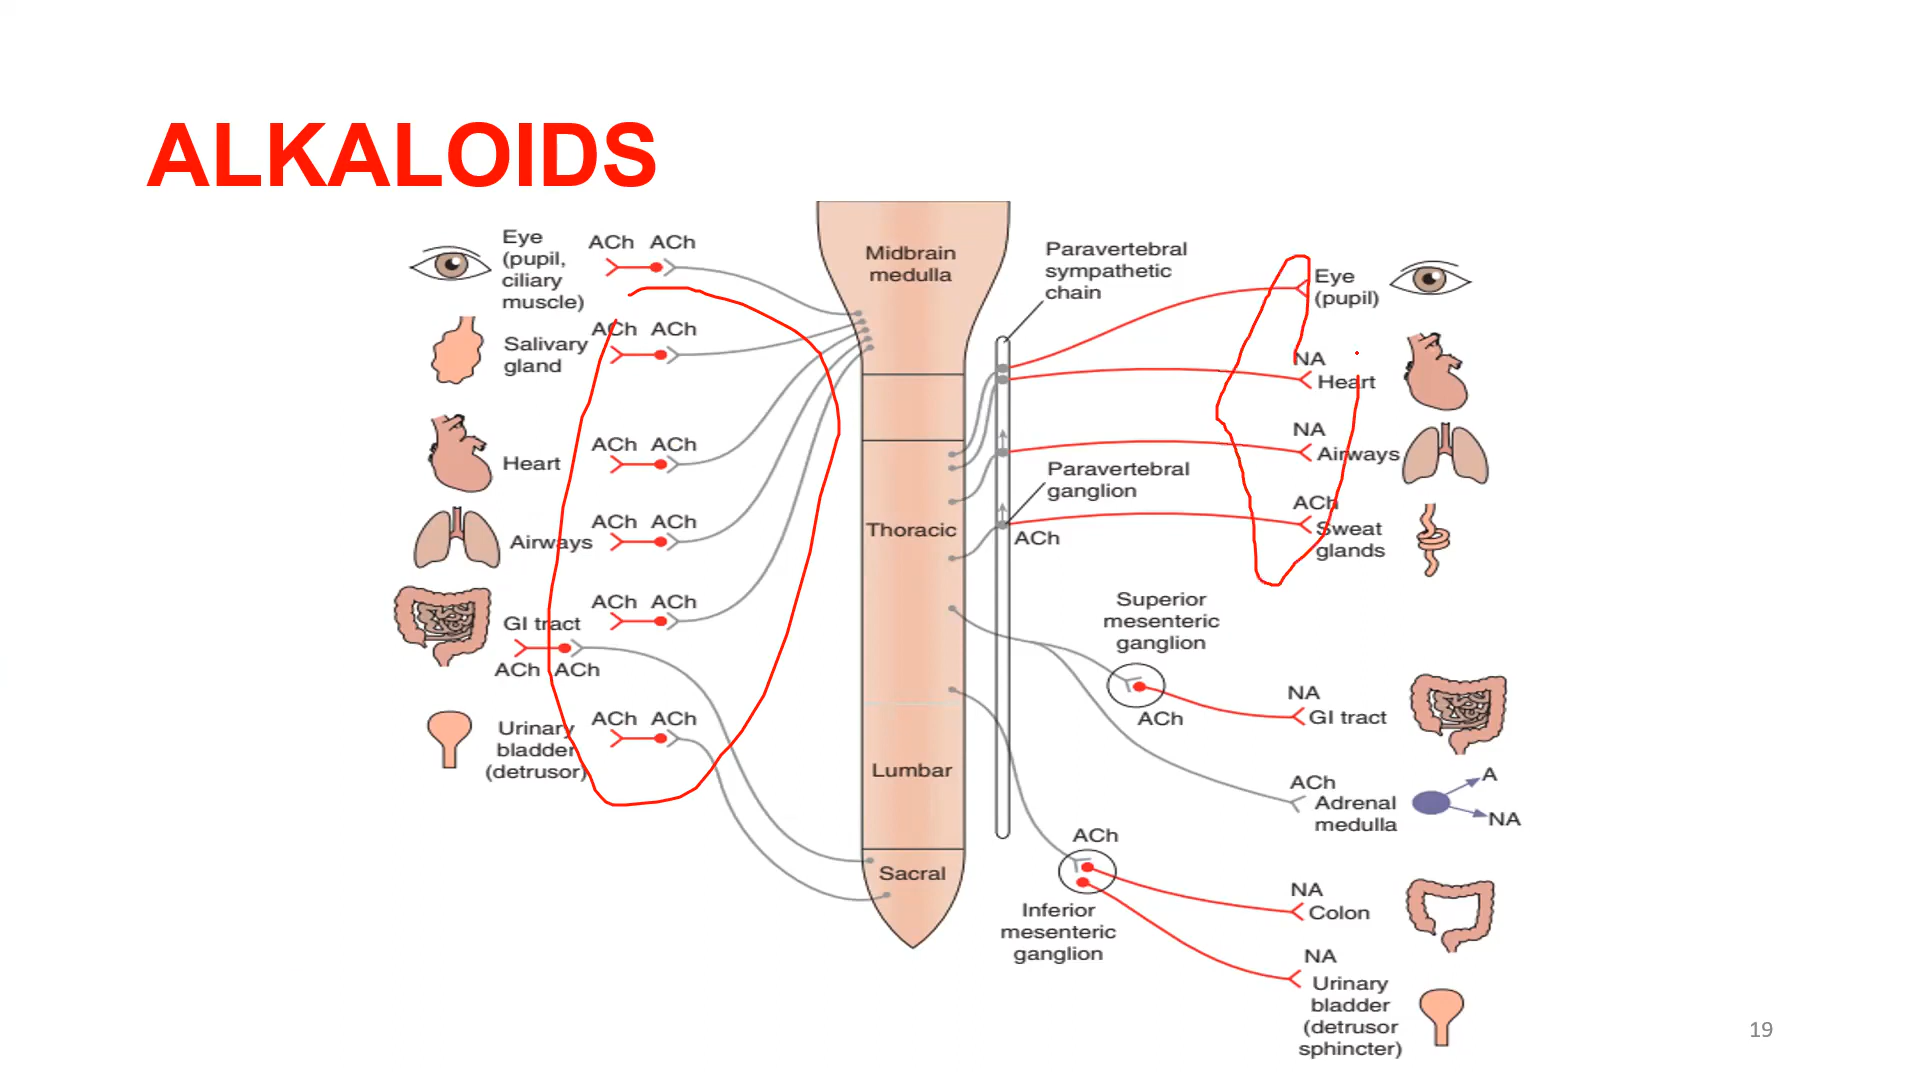 ALKALOIDS
Eye
(pupil,
ciliary
muscle)
ACh ACh
Salivary
gland
ACh ACh
Heart
ACh ACh
Airways
ACh ACh
GI tract
ACh ACh
ACh ACh
Urinary
bladder
(detrusor)
ACh ACh
Midbrain
medulla
Thoracic
Lumbar
Sacral
Paravertebral
sympathetic
chain
Paravertebral
ganglion
ACh
Superior
mesenteric
ganglion
ACh
ACh
Inferior
mesenteric
ganglion
Eye
(pupil)
NA
Heart
NA
Airways
ACh
Sweat
glands
NA
GI tract
ACh
Adrenal
medulla
A
NA
NA
Colon
NA
Urinary
bladder
(detrusor
sphincter)
19